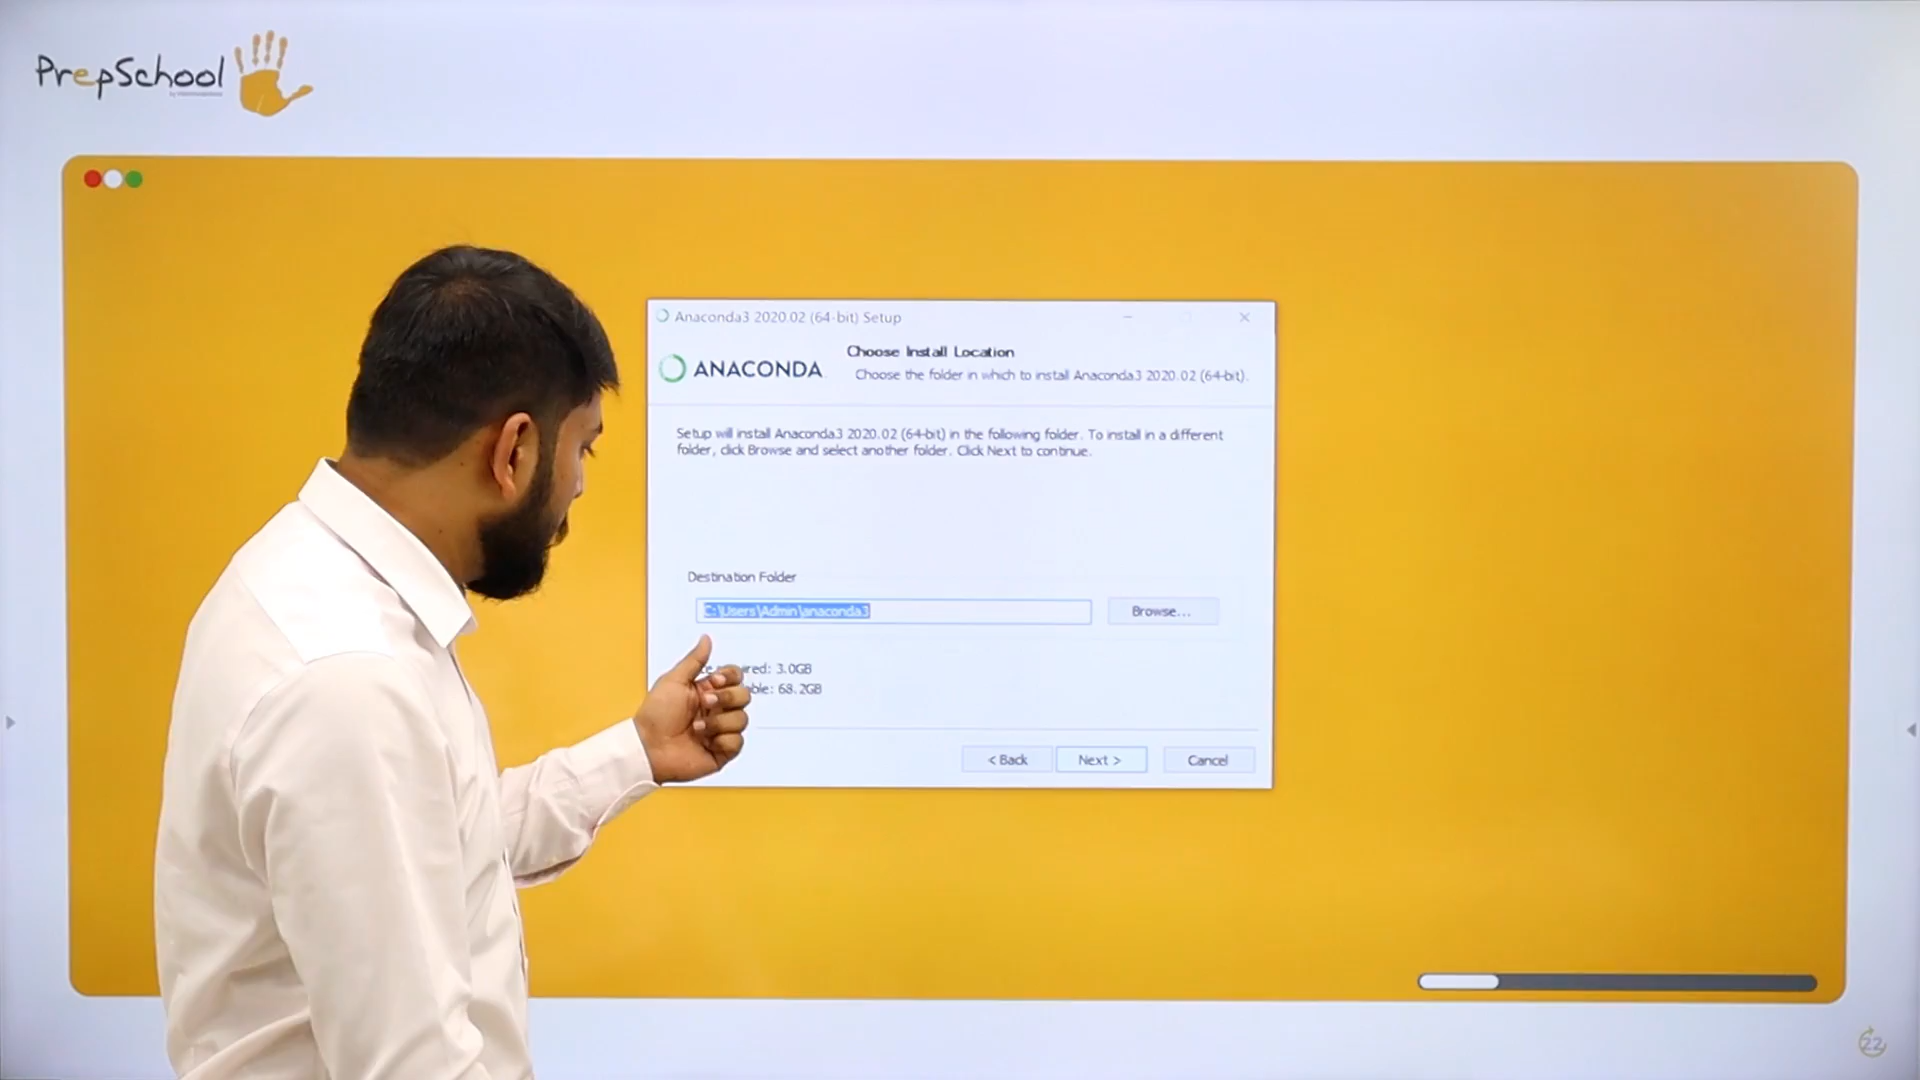 PrepSchool
Anaconda3 2020.02 (64-bit) Setup
ANACONDA
Choose Install Location
Choose the folder in which to install Anaconda3 2020.02 (64-bit).
Setup will install Anaconda3 2020.02 (64-bit) in the following folder. To install in a different
folder, click Browse and select another folder. Click Next to continue.
Destination Folder
C:\Users\Admin\anaconda3
Browse...
red: 3.0GB
ble: 68.2GB
< Back
Next >
Cancel
22